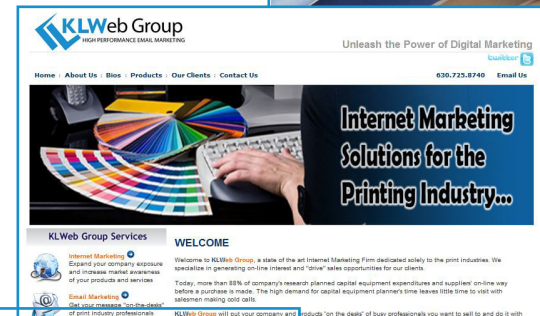 KLWeb Group
HIGH PERFORMANCE EMAIL MARKETING
Unleash the Power of Digital Marketing
twitter
Home : About Us : Bios : Products : Our Clients : Contact Us
630.725.8740 Email Us
Internet Marketing
Solutions for the
Printing Industry...
KLWeb Group Services
Internet Marketing
Expand your company exposure
and increase market awareness
of your products and services
Email Marketing
Get your message "on-the-desks"
of print industry professionals
WELCOME
Welcome to KLWeb Group, a state of the art Internet Marketing Firm dedicated solely to the print industries. We
specialize in generating on-line interest and "drive" sales opportunities for our clients.
Today, more than 88% of company's research planned capital equipment expenditures and suppliers' on-line way
before a purchase is made. The high demand for capital equipment planner's time leaves little time to visit with
salesmen making cold calls.
KLWeb Group will put your company and products "on the desks" of busy professionals you want to sell to and do it with